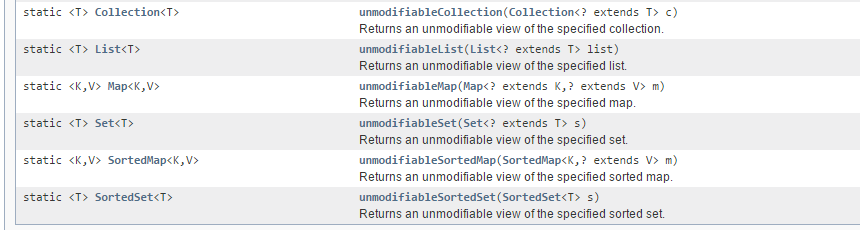 static <T> Collection<T> unmodifiableCollection(Collection<? extends T> c)
Returns an unmodifiable view of the specified collection.
static <T> List<T> unmodifiableList(List<? extends T> list)
Returns an unmodifiable view of the specified list.
static <K,V> Map<K,V> unmodifiableMap(Map<? extends K,? extends V> m)
Returns an unmodifiable view of the specified map.
static <T> Set<T> unmodifiableSet(Set<? extends T> s)
Returns an unmodifiable view of the specified set.
static <K,V> SortedMap<K,V> unmodifiableSortedMap(SortedMap<K,? extends V> m)
Returns an unmodifiable view of the specified sorted map.
static <T> SortedSet<T> unmodifiableSortedSet(SortedSet<T> s)
Returns an unmodifiable view of the specified sorted set.